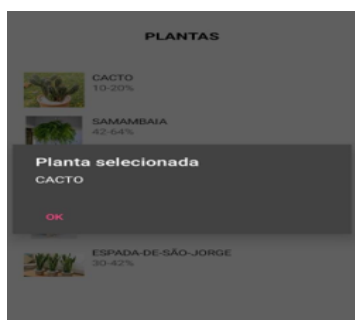 PLANTAS
CACTO
10-20%
SAMAMBAIA
42-64%
Planta selecionada
CACTO
OK
ESPADA-DE-SÃO-JORGE
30-42%